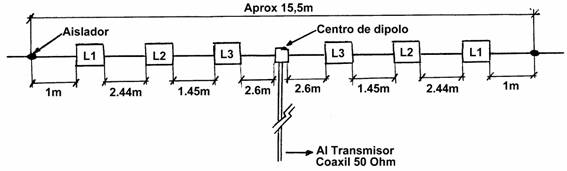 Aprox 15,5m
Aislador
Centro de dipolo
L1 L2 L3 L3 L2 L1
1m 2.44m 1.45m 2.6m 2.6m 1.45m 2.44m 1m
Al Transmisor
Coaxil 50 Ohm